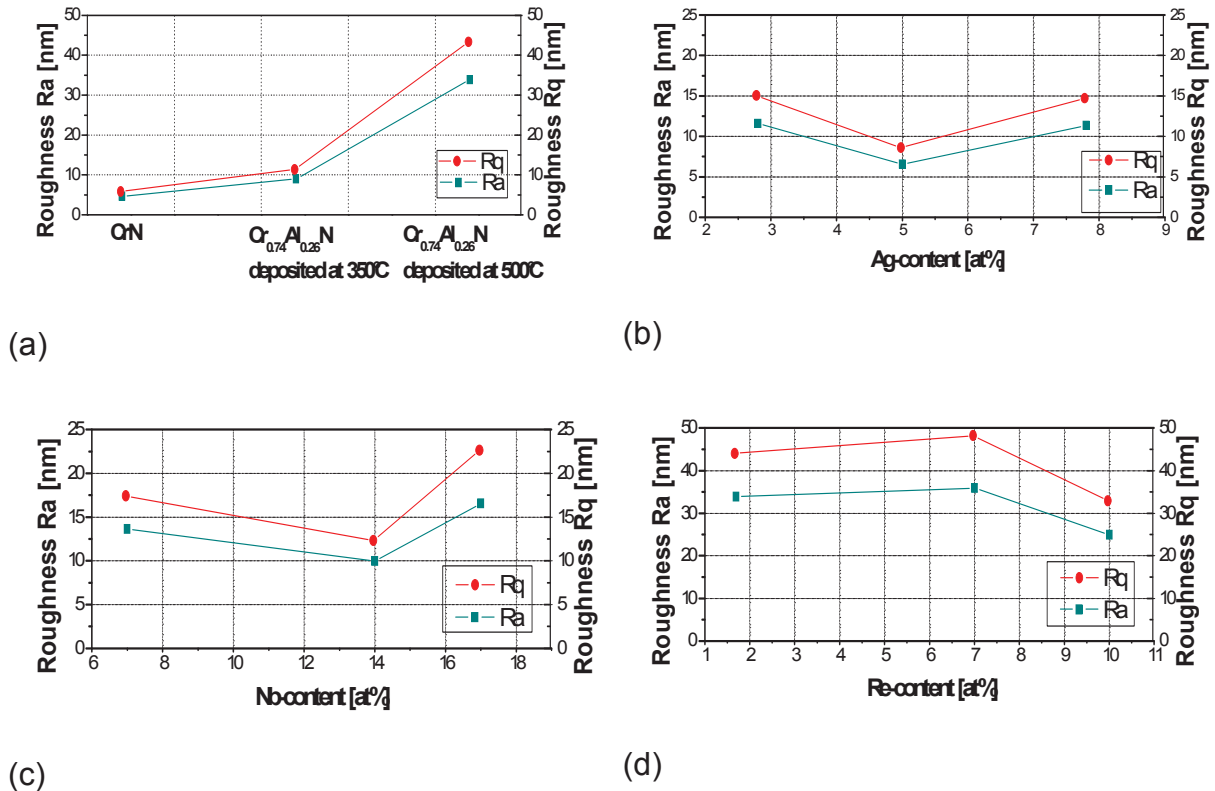 Roughness Ra [nm]
50
40
30
20
10
0
50
40
30
20
10
0
Roughness Rq [nm]
Rq
Ra
CrN
Cr0.74Al0.26N
deposited at 350°C
Cr0.74Al0.26N
deposited at 500°C
(a)
Roughness Ra [nm]
25
20
15
10
5
0
25
20
15
10
5
0
Roughness Rq [nm]
Rq
Ra
2 3 4 5 6 7 8 9
Ag-content [at%]
(b)
Roughness Ra [nm]
25
20
15
10
5
0
25
20
15
10
5
0
Roughness Rq [nm]
Rq
Ra
6 8 10 12 14 16 18
Nb-content [at%]
(c)
Roughness Ra [nm]
50
40
30
20
10
0
50
40
30
20
10
0
Roughness Rq [nm]
Rq
Ra
1 2 3 4 5 6 7 8 9 10 11
Re-content [at%]
(d)